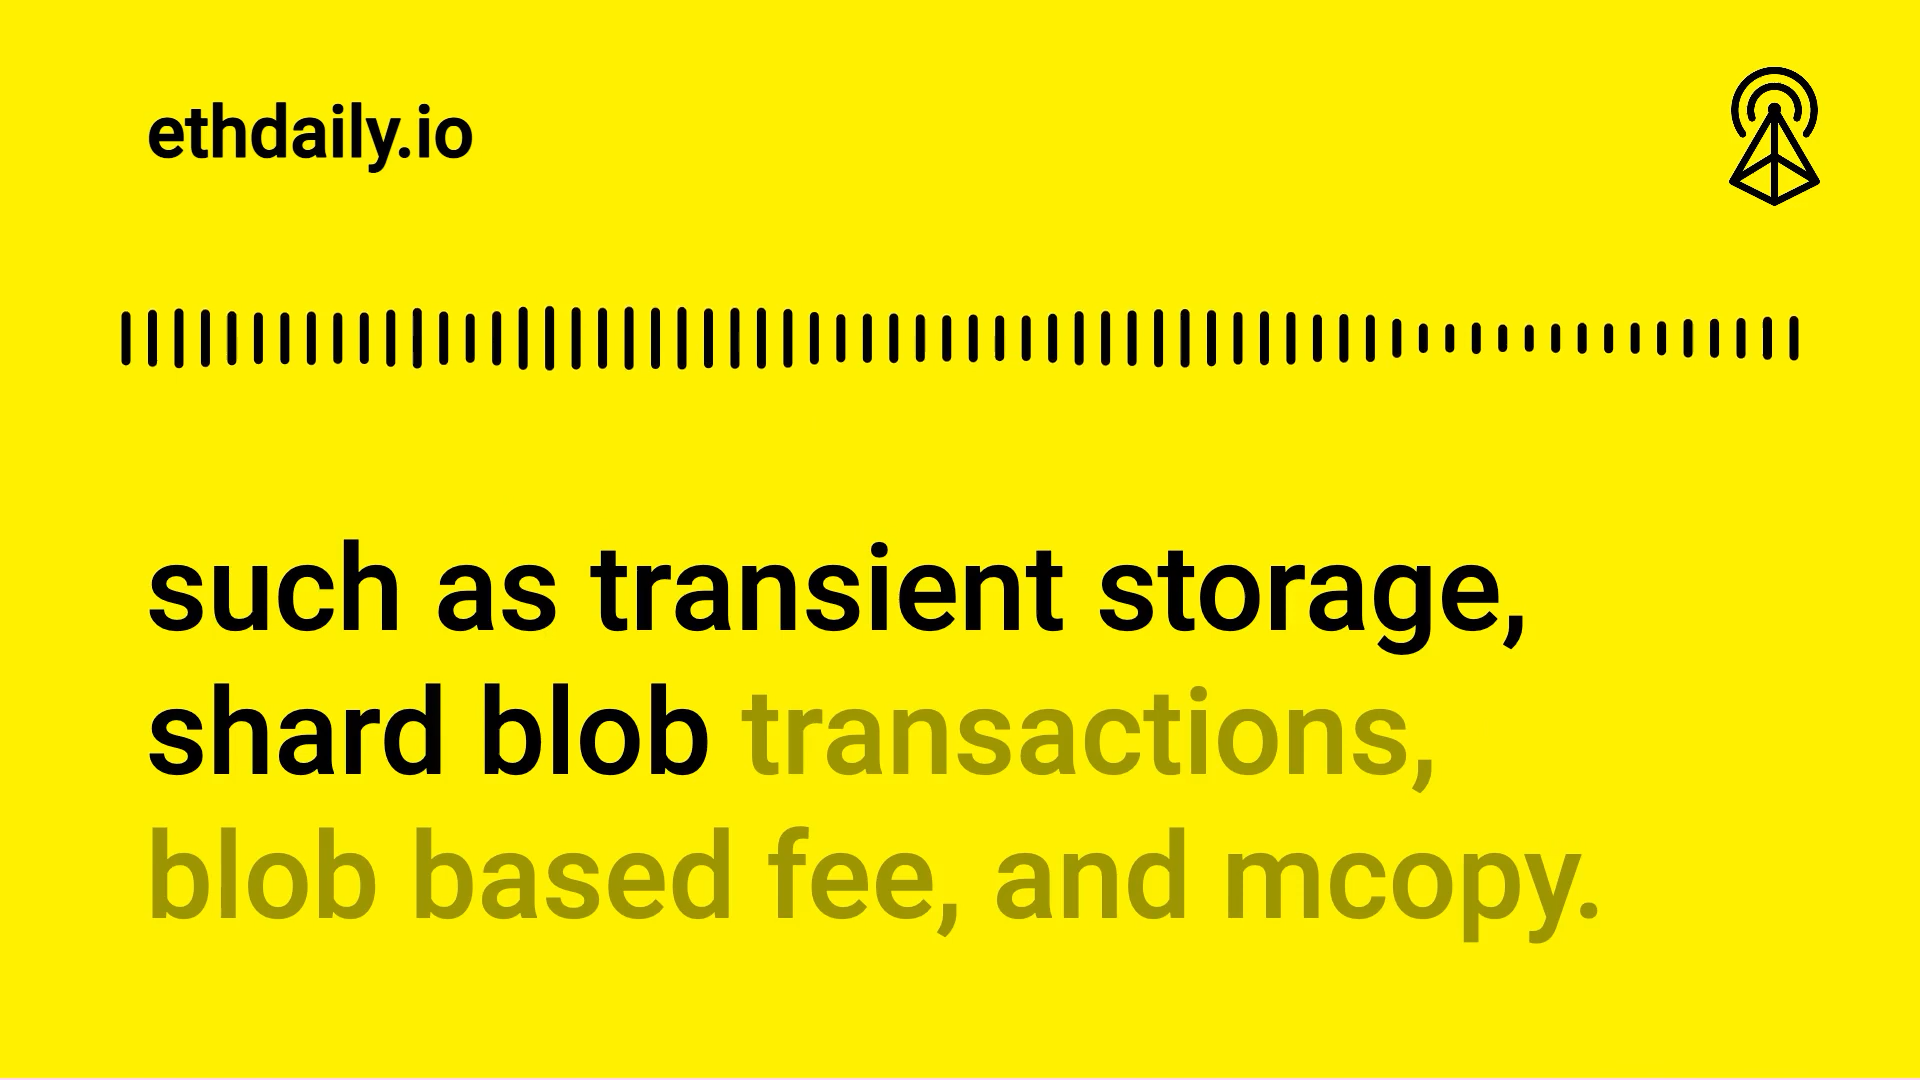 ethdaily.io
such as transient storage,
shard blob transactions,
blob based fee, and mcopy.